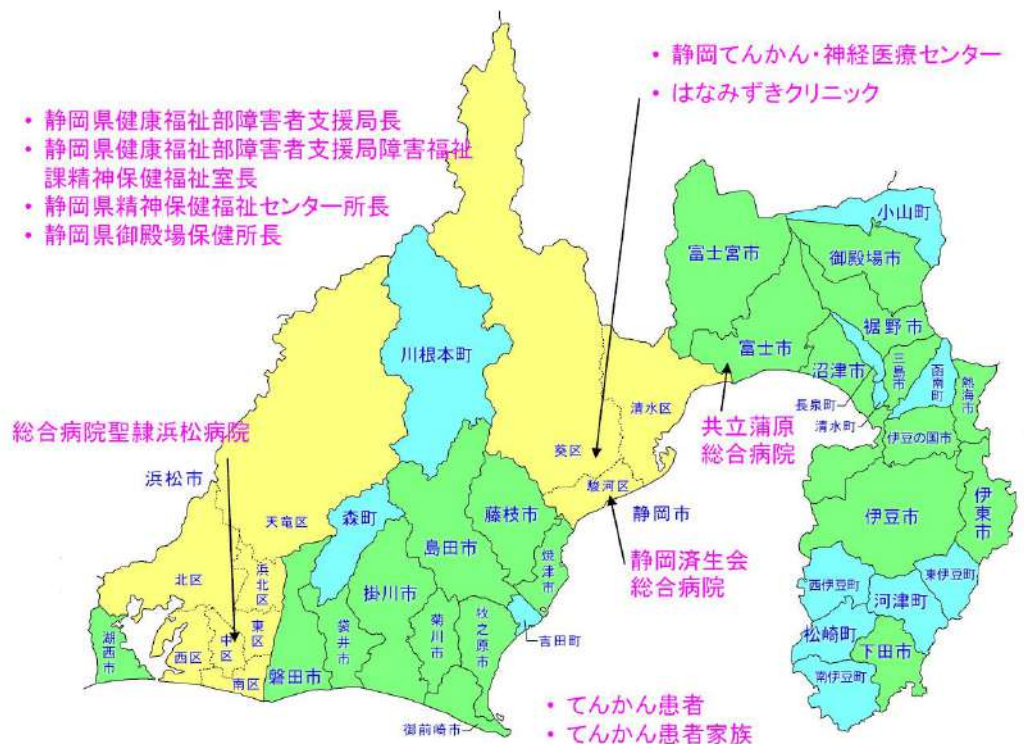 ・静岡てんかん・神経医療センター
・はなみずきクリニック
・静岡県健康福祉部障害者支援局長
・静岡県健康福祉部障害者支援局障害福祉
課精神保健福祉室長
・静岡県精神保健福祉センター所長
・静岡県御殿場保健所長
小山町
富士宮市
御殿場市
裾野市
富士市
川根本町
沼津市
三島市
函南町
熱海市
長泉町
清水区
清水町
総合病院聖隷浜松病院
共立蒲原
総合病院
伊豆の国市
葵区
浜松市
駿河区
静岡市
伊豆市
伊東市
天竜区
森町
藤枝市
島田市
焼津市
静岡済生会
総合病院
北区
浜北区
掛川市
西伊豆町
東伊豆町
河津町
湖西市
西区
中区
東区
袋井市
菊川市
牧之原市
吉田町
松崎町
下田市
南区
磐田市
南伊豆町
御前崎市
・てんかん患者
・てんかん患者家族